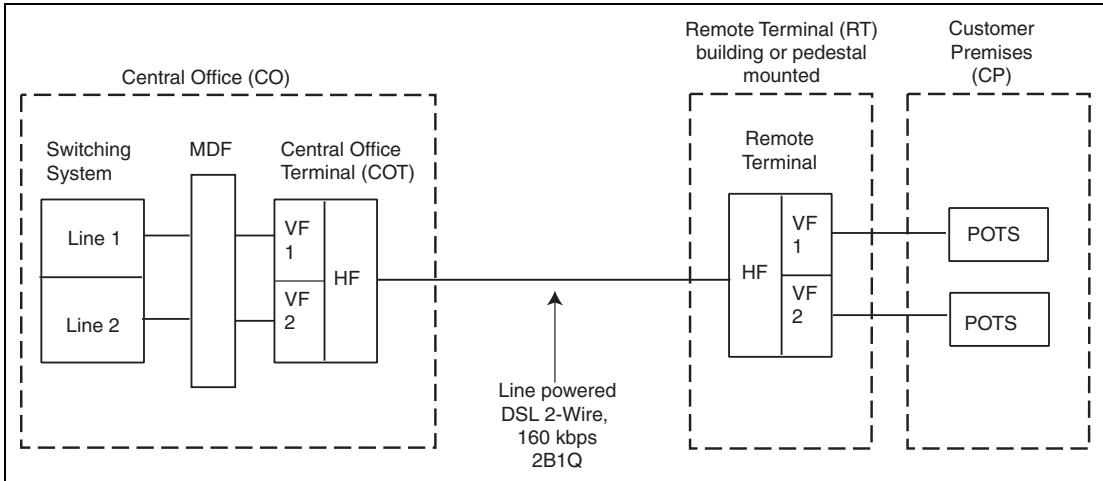 Central Office (CO)
Remote Terminal (RT)
building or pedestal
mounted
Customer
Premises
(CP)
Switching
System
MDF
Central Office
Terminal (COT)
Remote
Terminal
Line 1
Line 2
VF
1
VF
2
HF
HF
VF
1
VF
2
POTS
POTS
Line powered
DSL 2-Wire,
160 kbps
2B1Q